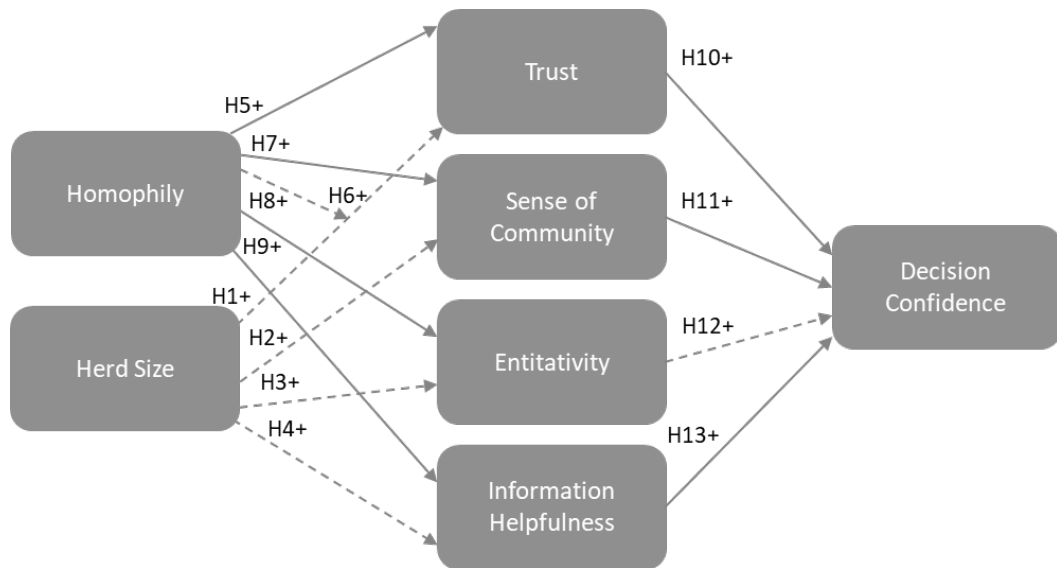 Trust
H10+
H5+
H7+
Homophily
H6+
H8+
Sense of
Community
H11+
H9+
Decision
Confidence
H1+
H2+
Herd Size
H3+
Entitativity
H12+
H4+
H13+
Information
Helpfulness